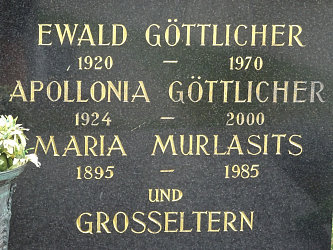 EWALD GÖTTLICHER
1920 — 1970
APOLLONIA GÖTTLICHER
1924 — 2000
MARIA MURLASITS
1895 — 1985
UND
GROSSELTERN